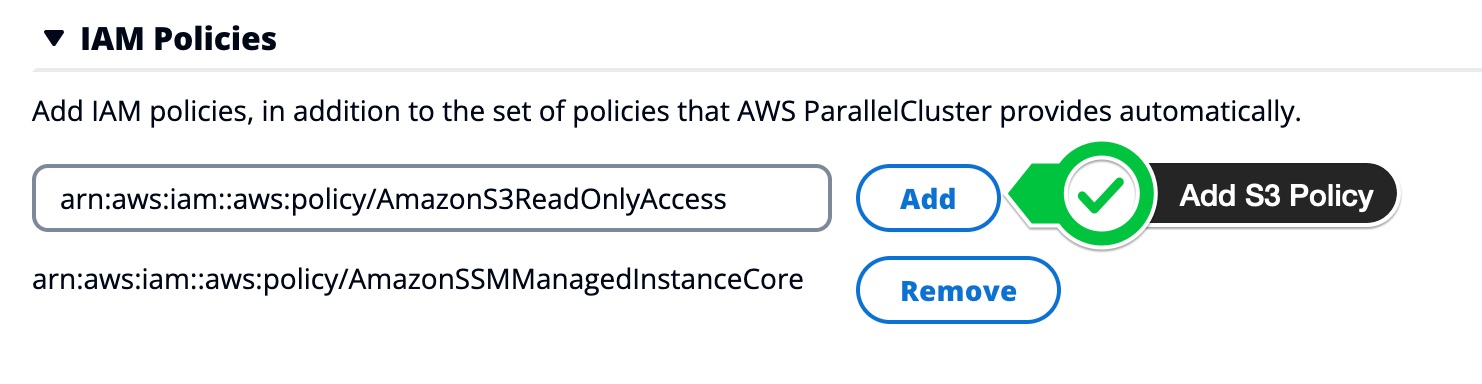 IAM Policies
Add IAM policies, in addition to the set of policies that AWS ParallelCluster provides automatically.
arn:aws:iam::aws:policy/AmazonS3ReadOnlyAccess Add Add S3 Policy
arn:aws:iam::aws:policy/AmazonSSMManagedInstanceCore Remove